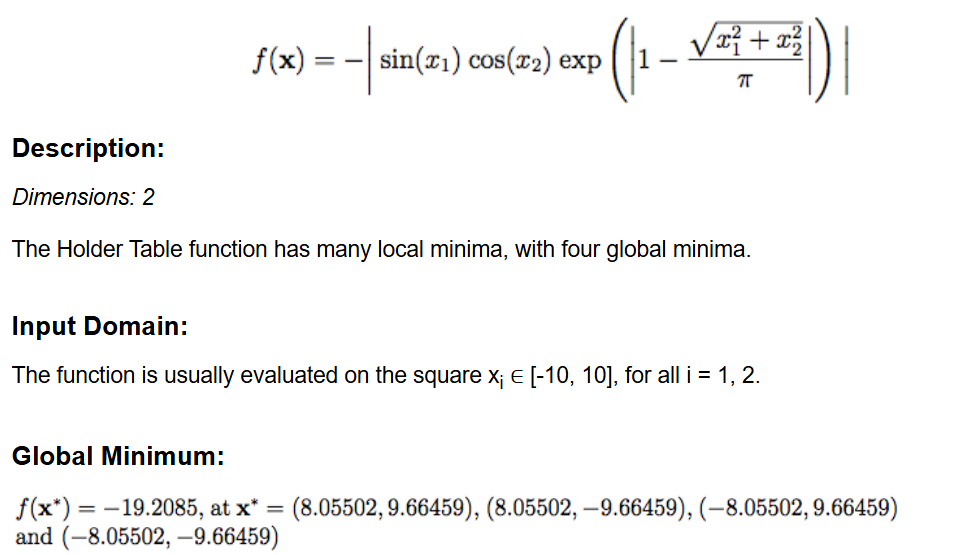 f(x) = −| sin(x₁) cos(x₂) exp (|1 − √(x₁² + x₂²)/π|) |
Description:
Dimensions: 2
The Holder Table function has many local minima, with four global minima.
Input Domain:
The function is usually evaluated on the square xᵢ ∈ [-10, 10], for all i = 1, 2.
Global Minimum:
f(x*) = −19.2085, at x* = (8.05502, 9.66459), (8.05502, −9.66459), (−8.05502, 9.66459)
and (−8.05502, −9.66459)